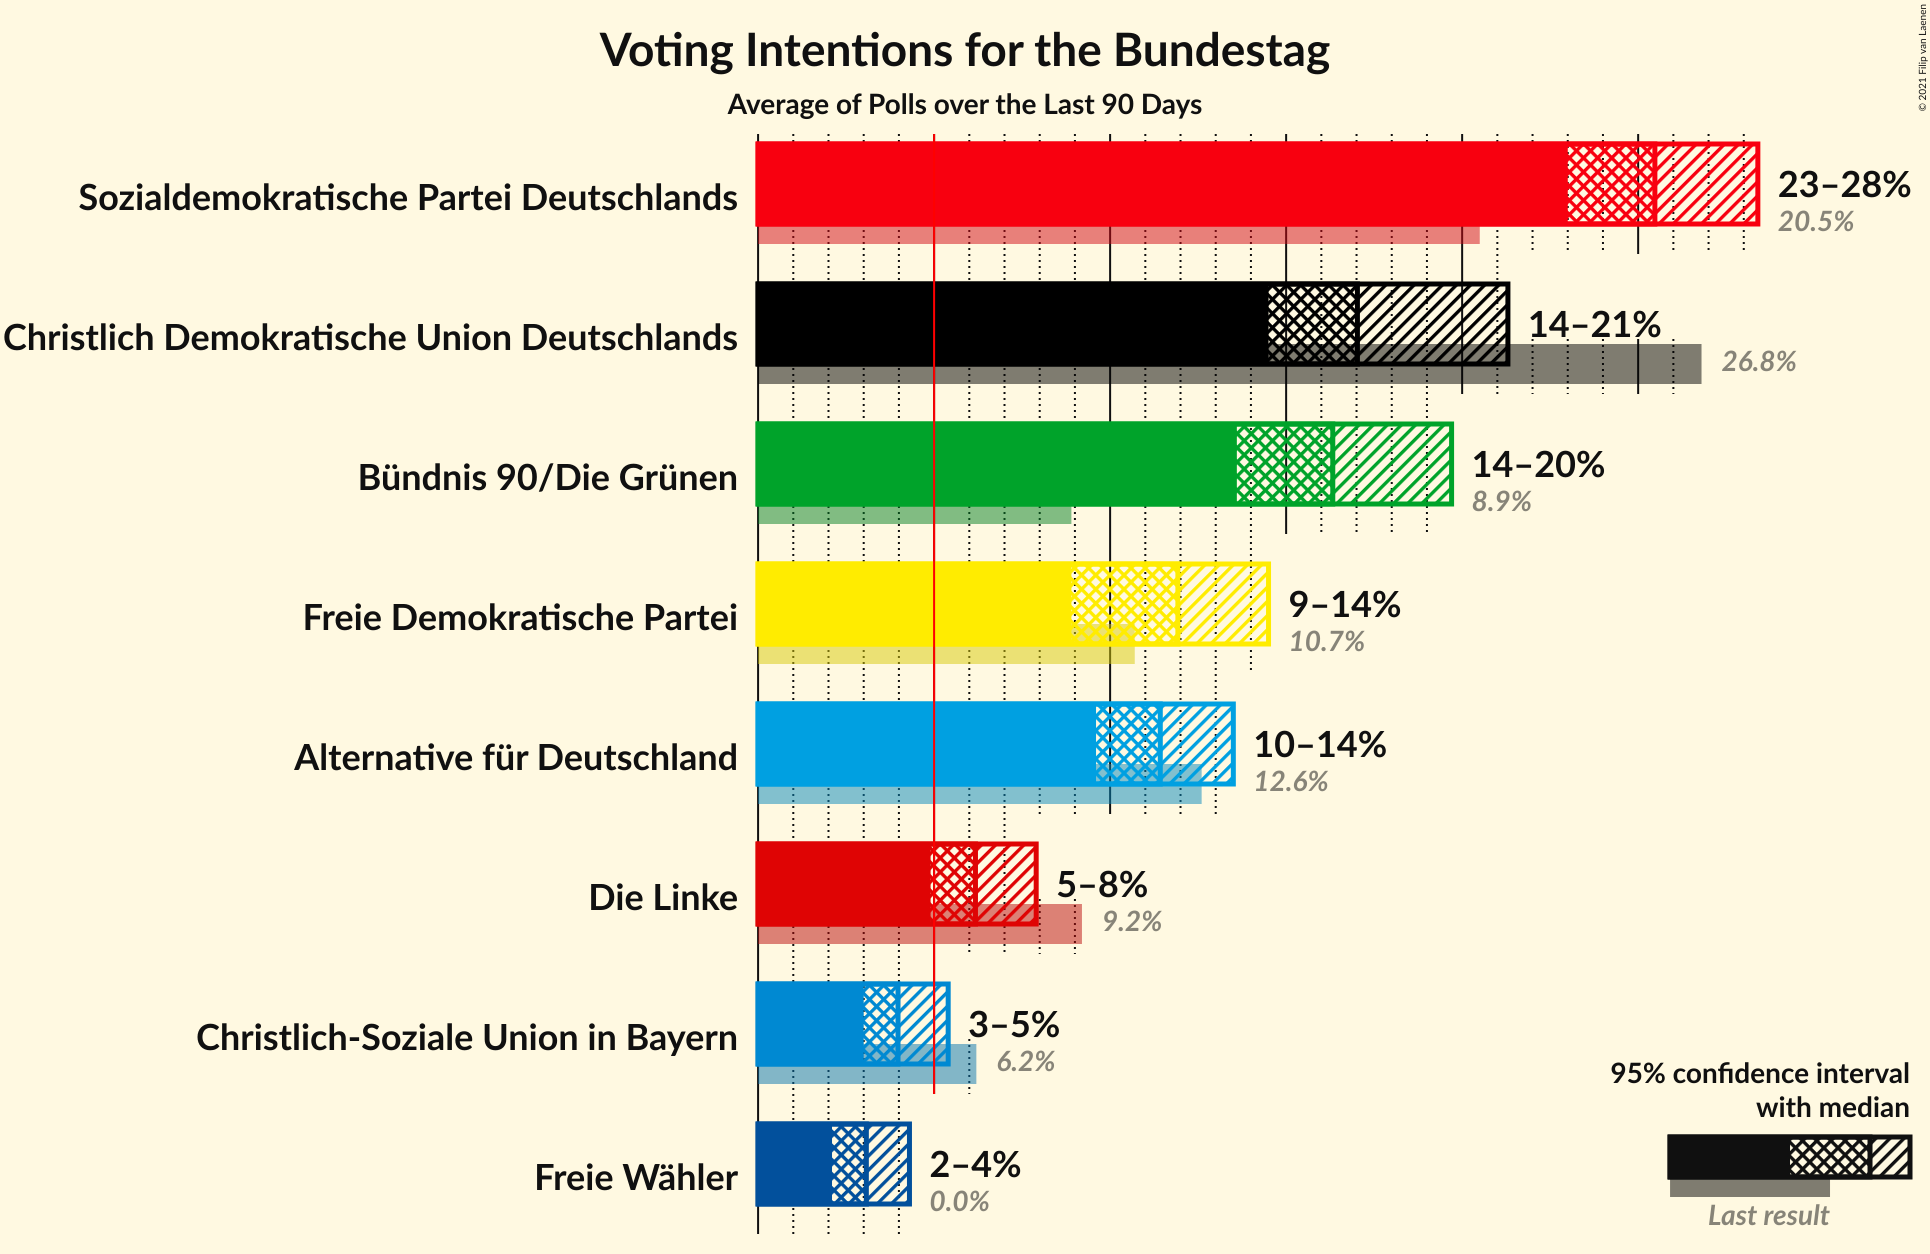 Voting Intentions for the Bundestag
Average of Polls over the Last 90 Days
© 2021 Filip van Laenen
Sozialdemokratische Partei Deutschlands
23–28%
20.5%
Christlich Demokratische Union Deutschlands
14–21%
26.8%
Bündnis 90/Die Grünen
14–20%
8.9%
Freie Demokratische Partei
9–14%
10.7%
Alternative für Deutschland
10–14%
12.6%
Die Linke
5–8%
9.2%
Christlich-Soziale Union in Bayern
3–5%
6.2%
Freie Wähler
2–4%
0.0%
95% confidence interval
with median
Last result